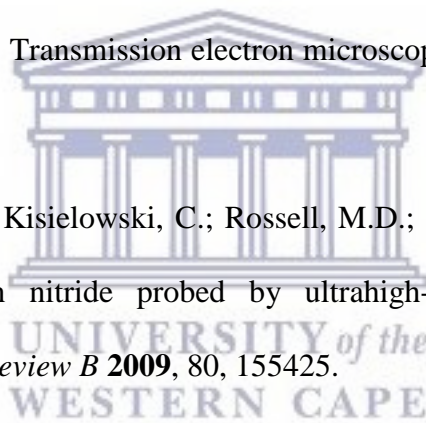 Transmission electron microscop
Kisielowski, C.; Rossell, M.D.;
nitride probed by ultrahigh-
UNIVERSITY of the
eview B 2009, 80, 155425.
WESTERN CAPE